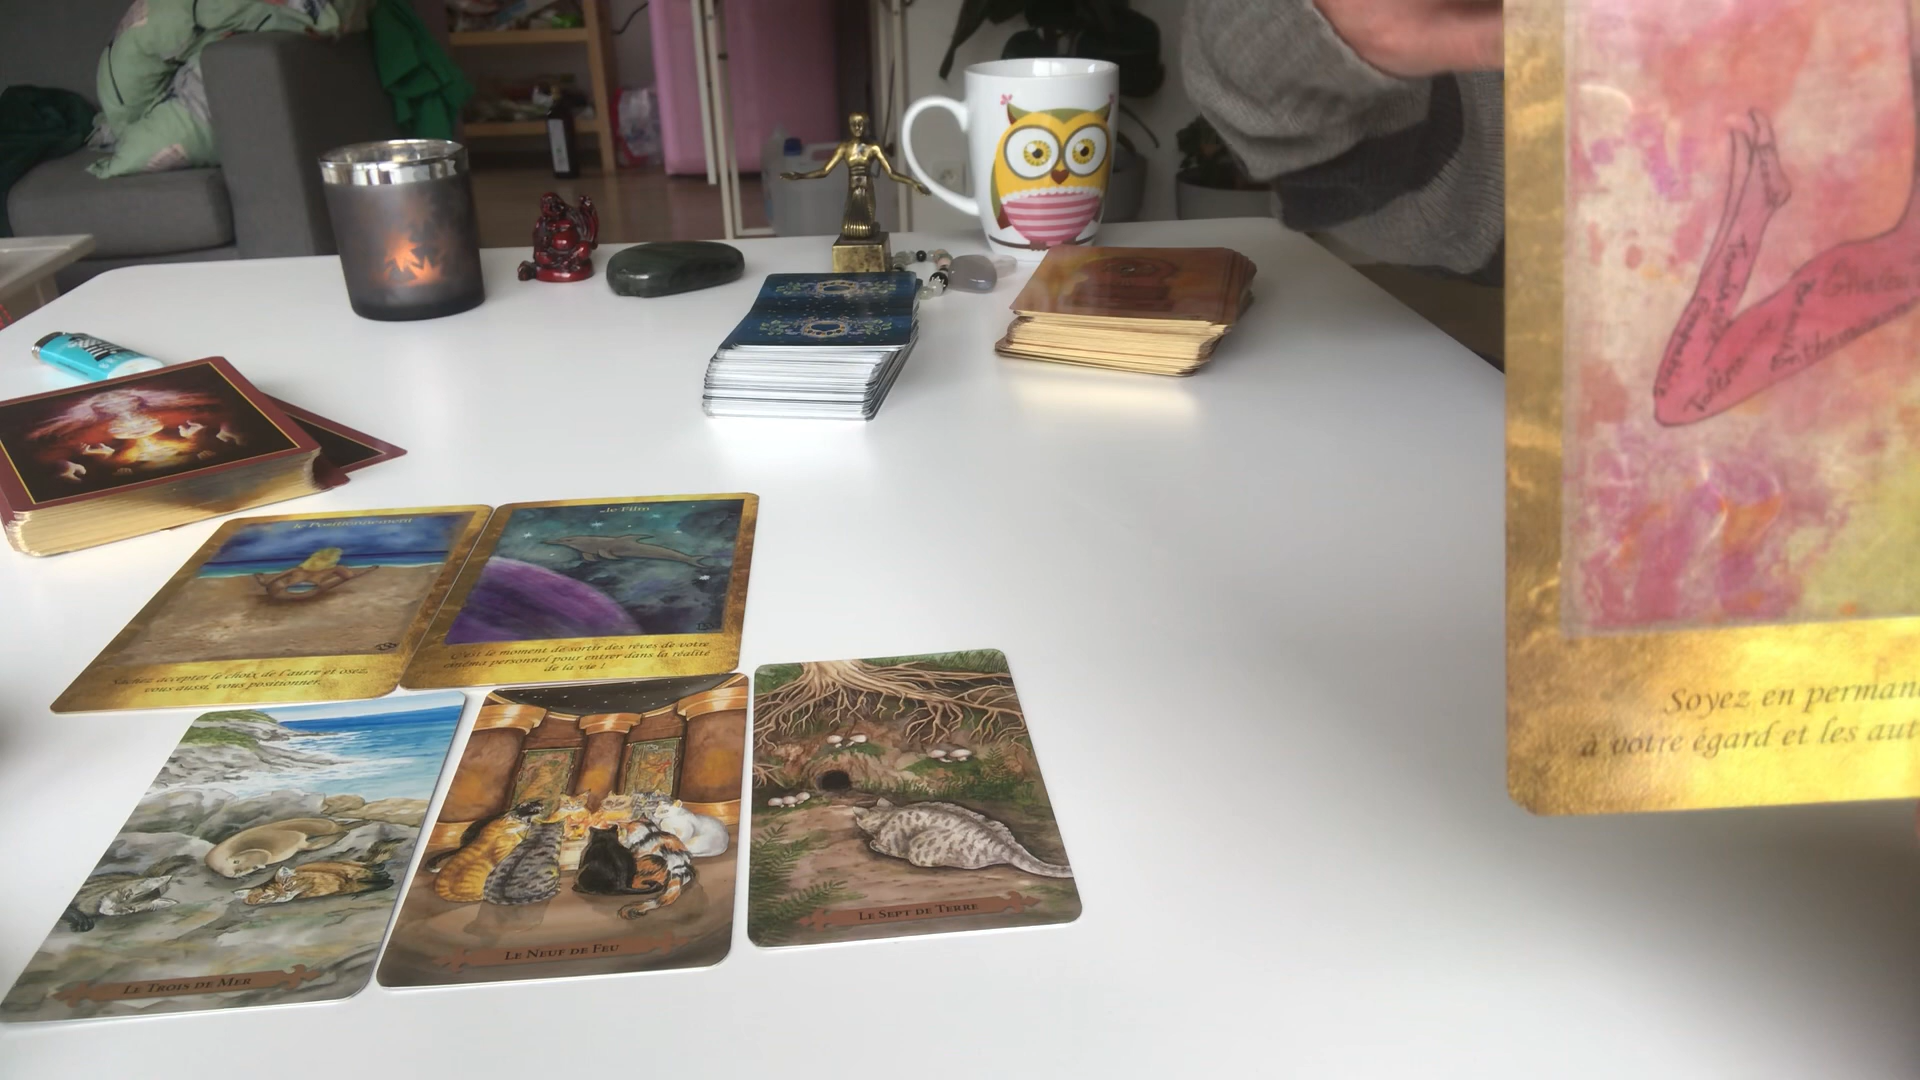 le Positionnement
Sachez accepter le choix de l'autre et osez,
vous aussi, vous positionner.
...le Film
C'est le moment de sortir des rêves de votre
cinéma personnel pour entrer dans la réalité
de la vie !
Le Trois de Mer
Le Neuf de Feu
Le Sept de Terre
Soyez en perman
à votre égard et les aut